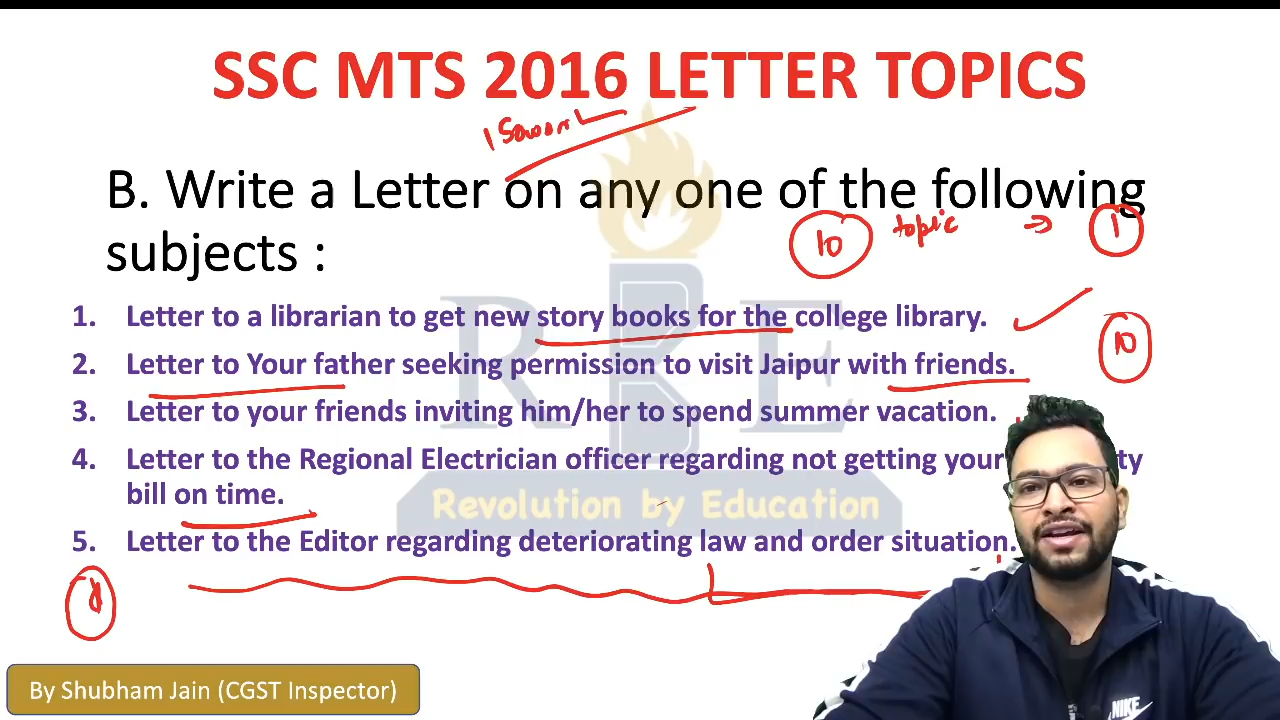 SSC MTS 2016 LETTER TOPICS
B. Write a Letter on any one of the following
subjects :
10 topic ⇒ 1
1. Letter to a librarian to get new story books for the college library.
10
2. Letter to Your father seeking permission to visit Jaipur with friends.
3. Letter to your friends inviting him/her to spend summer vacation.
4. Letter to the Regional Electrician officer regarding not getting your ty
bill on time.
RBE
Revolution by Education
5. Letter to the Editor regarding deteriorating law and order situation.
By Shubham Jain (CGST Inspector)
NIKE